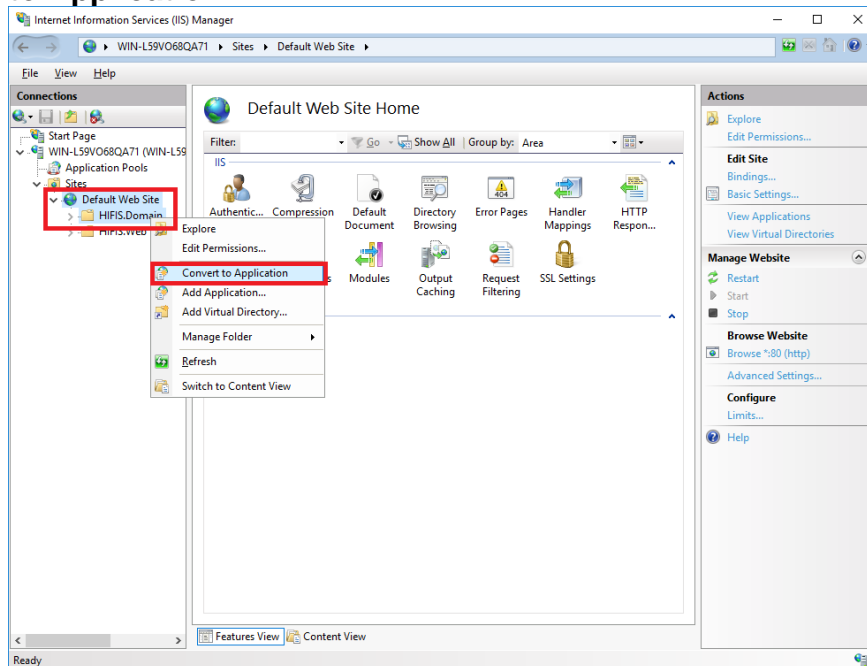 Internet Information Services (IIS) Manager
WIN-L59VO68QA71 ▸ Sites ▸ Default Web Site ▸
File View Help
Connections
Start Page
WIN-L59VO68QA71 (WIN-L59
Application Pools
Sites
Default Web Site
HIFIS.Domain
HIFIS.Web
Explore
Edit Permissions...
Convert to Application
Add Application...
Add Virtual Directory...
Manage Folder
Refresh
Switch to Content View
Default Web Site Home
Filter: Go Show All Group by: Area
IIS
Authentic... Compression Default Document Directory Browsing Error Pages Handler Mappings HTTP Respon...
404
Modules Output Caching Request Filtering SSL Settings
Features View Content View
Actions
Explore
Edit Permissions...
Edit Site
Bindings...
Basic Settings...
View Applications
View Virtual Directories
Manage Website
Restart
Start
Stop
Browse Website
Browse *:80 (http)
Advanced Settings...
Configure
Limits...
Help
Ready